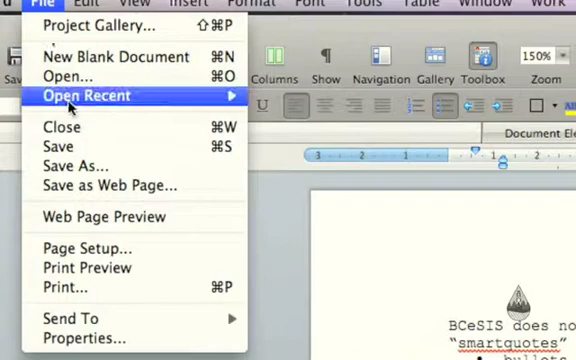 File Edit View Insert Format Font Tools Table Window Work
Project Gallery... ⇧⌘P
New Blank Document ⌘N
Open... ⌘O
Open Recent
Close ⌘W
Save ⌘S
Save As...
Save as Web Page...
Web Page Preview
Page Setup...
Print Preview
Print... ⌘P
Send To
Properties...
Columns Show Navigation Gallery Toolbox Zoom
150%
U ABC
Document Ele
3 2 1 1 2
BCeSIS does no
“smartquotes”
bullets